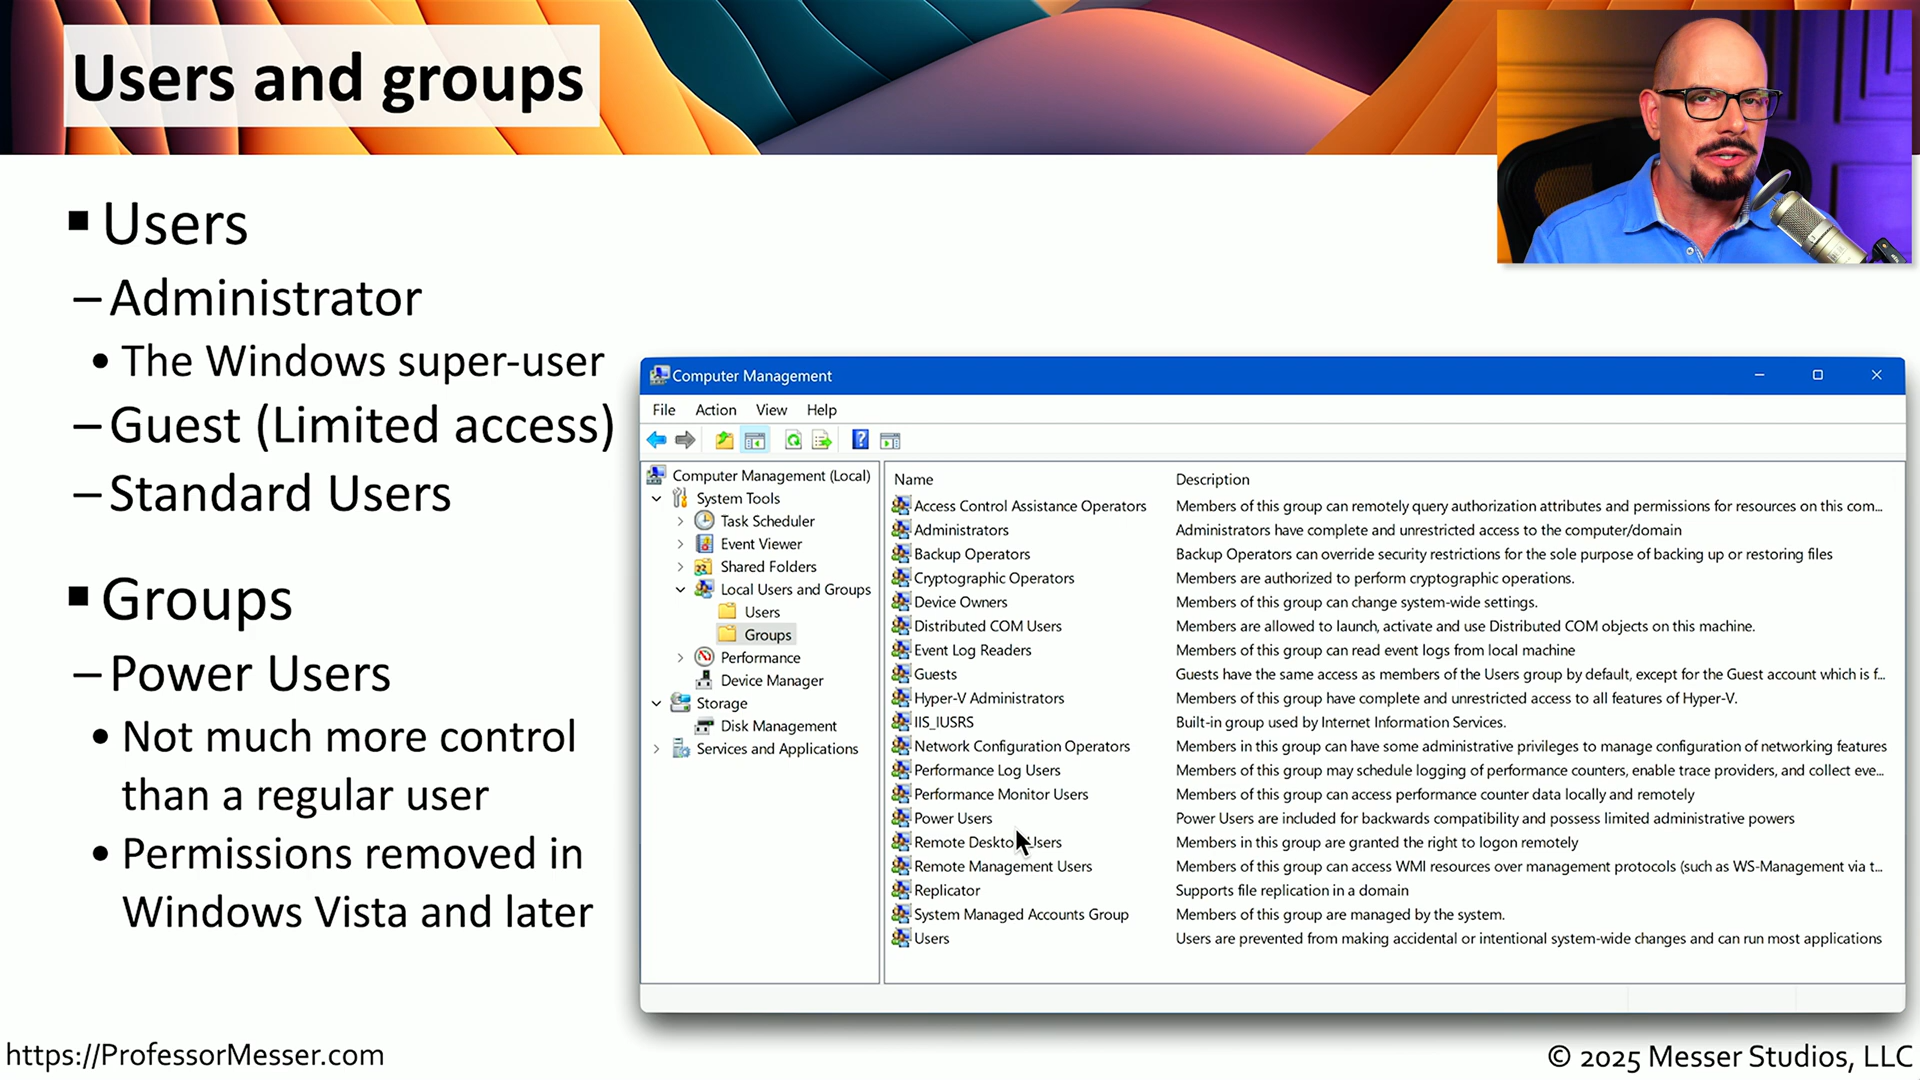 Users and groups
Users
–Administrator
• The Windows super-user
–Guest (Limited access)
–Standard Users
Groups
–Power Users
• Not much more control
than a regular user
• Permissions removed in
Windows Vista and later
Computer Management
File Action View Help
Computer Management (Local)
System Tools
Task Scheduler
Event Viewer
Shared Folders
Local Users and Groups
Users
Groups
Performance
Device Manager
Storage
Disk Management
Services and Applications
Name Description
Access Control Assistance Operators Members of this group can remotely query authorization attributes and permissions for resources on this com...
Administrators Administrators have complete and unrestricted access to the computer/domain
Backup Operators Backup Operators can override security restrictions for the sole purpose of backing up or restoring files
Cryptographic Operators Members are authorized to perform cryptographic operations.
Device Owners Members of this group can change system-wide settings.
Distributed COM Users Members are allowed to launch, activate and use Distributed COM objects on this machine.
Event Log Readers Members of this group can read event logs from local machine
Guests Guests have the same access as members of the Users group by default, except for the Guest account which is f...
Hyper-V Administrators Members of this group have complete and unrestricted access to all features of Hyper-V.
IIS_IUSRS Built-in group used by Internet Information Services.
Network Configuration Operators Members in this group can have some administrative privileges to manage configuration of networking features
Performance Log Users Members of this group may schedule logging of performance counters, enable trace providers, and collect eve...
Performance Monitor Users Members of this group can access performance counter data locally and remotely
Power Users Power Users are included for backwards compatibility and possess limited administrative powers
Remote Desktop Users Members in this group are granted the right to logon remotely
Remote Management Users Members of this group can access WMI resources over management protocols (such as WS-Management via t...
Replicator Supports file replication in a domain
System Managed Accounts Group Members of this group are managed by the system.
Users Users are prevented from making accidental or intentional system-wide changes and can run most applications
https://ProfessorMesser.com
© 2025 Messer Studios, LLC